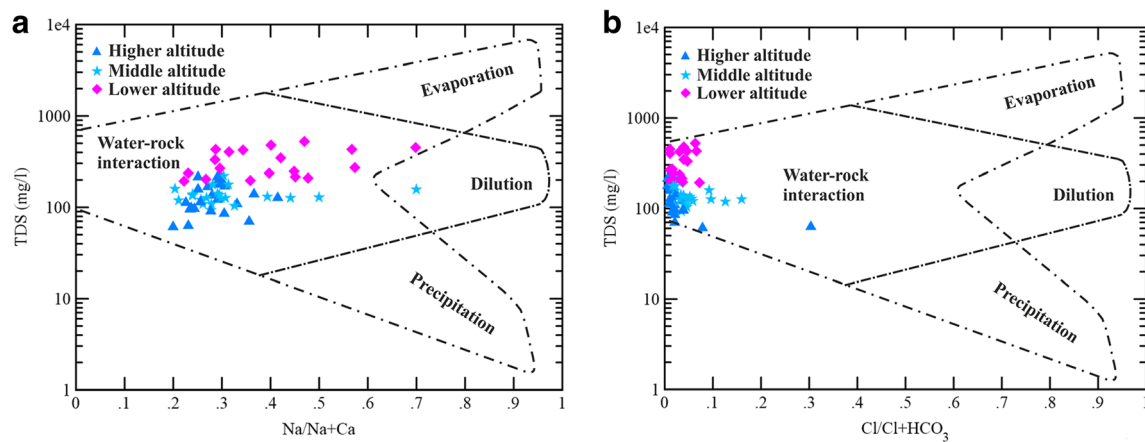 a
1e4
1000
100
10
1
TDS (mg/l)
Higher altitude
Middle altitude
Lower altitude
Water-rock
interaction
Evaporation
Dilution
Precipitation
0 .1 .2 .3 .4 .5 .6 .7 .8 .9 1
Na/Na+Ca
b
1e4
1000
100
10
1
TDS (mg/l)
Higher altitude
Middle altitude
Lower altitude
Evaporation
Water-rock
interaction
Dilution
Precipitation
0 .1 .2 .3 .4 .5 .6 .7 .8 .9 1
Cl/Cl+HCO3